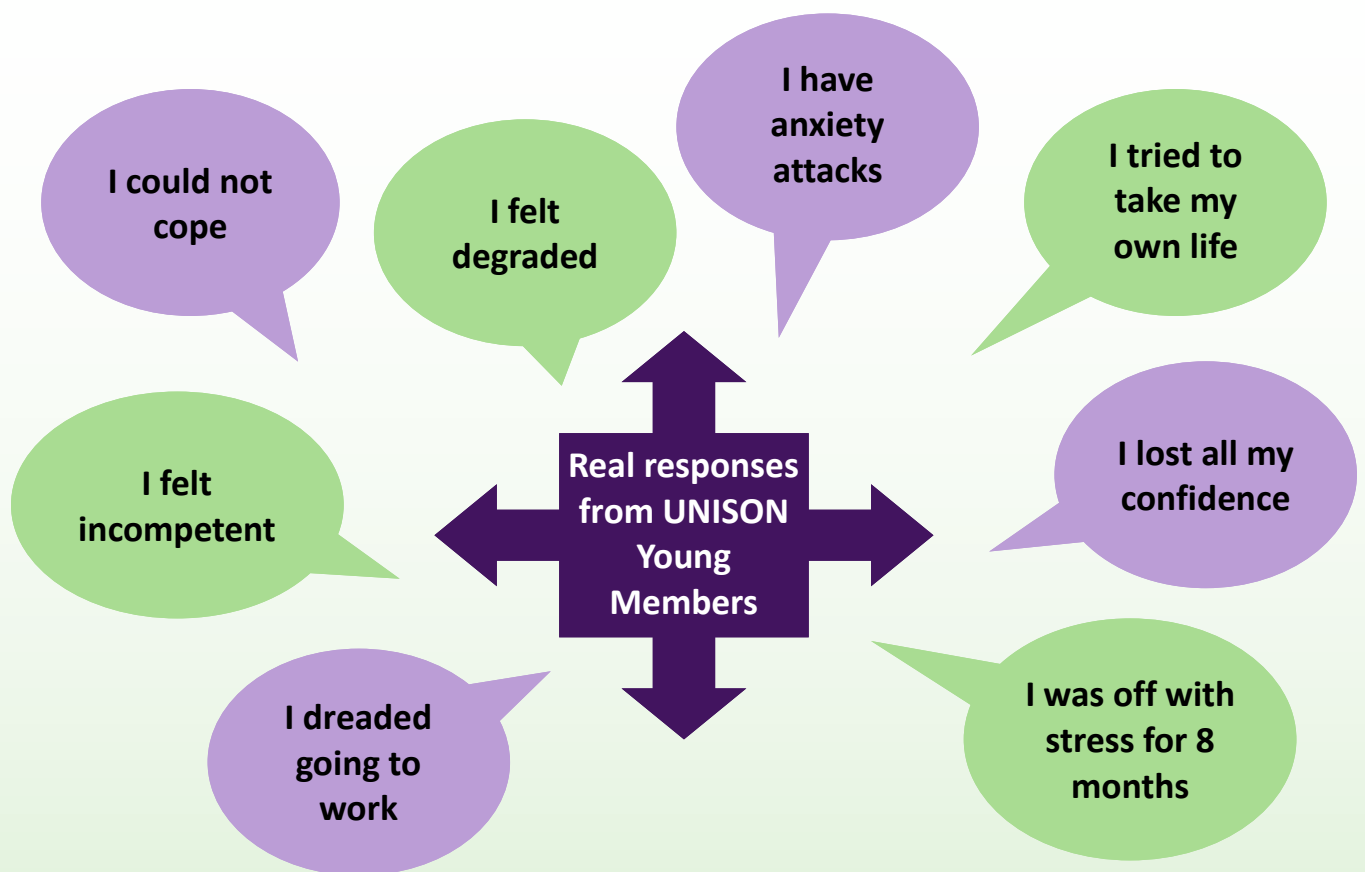 I could not
cope
I felt
degraded
I have
anxiety
attacks
I tried to
take my
own life
I felt
incompetent
Real responses
from UNISON
Young
Members
I lost all my
confidence
I dreaded
going to
work
I was off with
stress for 8
months